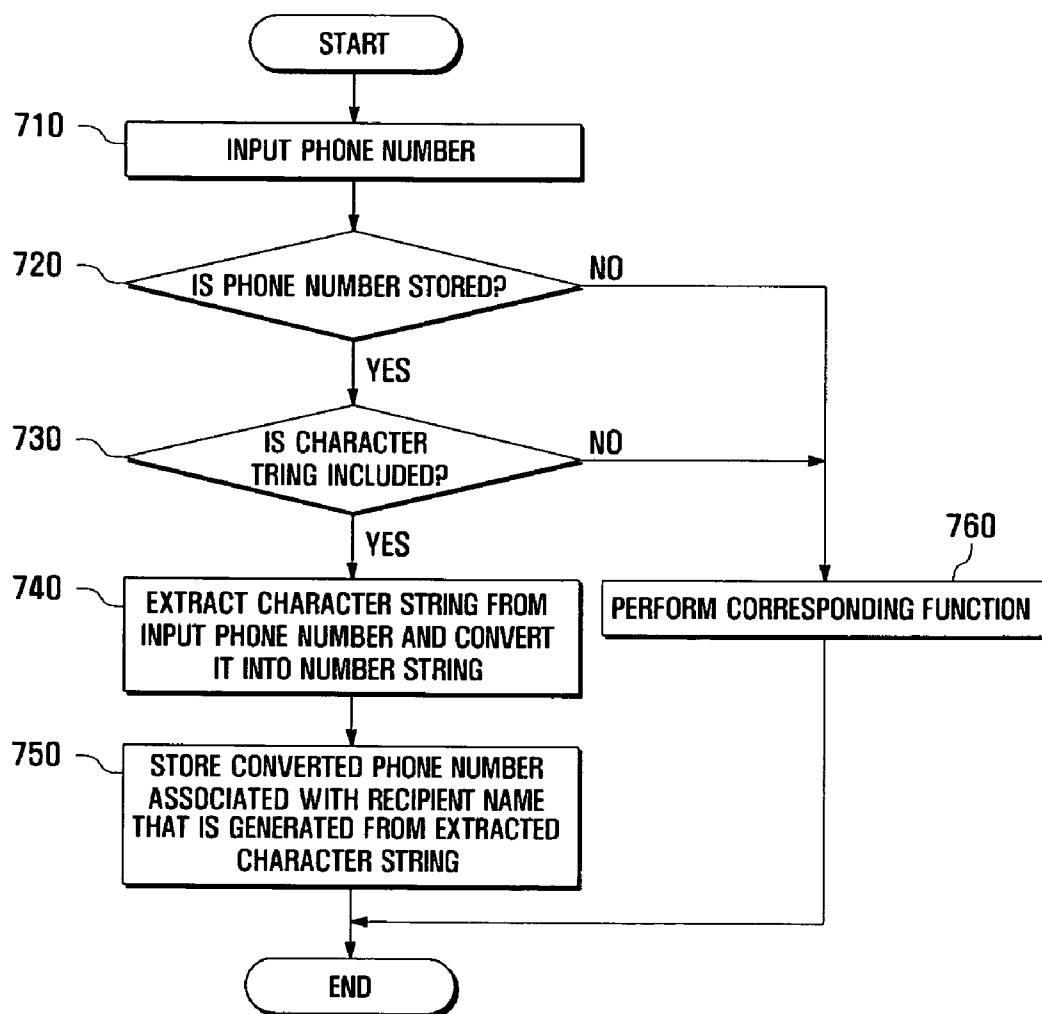 START
710
INPUT PHONE NUMBER
720
IS PHONE NUMBER STORED?
NO
YES
730
IS CHARACTER
TRING INCLUDED?
NO
YES
760
740
EXTRACT CHARACTER STRING FROM
INPUT PHONE NUMBER AND CONVERT
IT INTO NUMBER STRING
PERFORM CORRESPONDING FUNCTION
750
STORE CONVERTED PHONE NUMBER
ASSOCIATED WITH RECIPIENT NAME
THAT IS GENERATED FROM EXTRACTED
CHARACTER STRING
END